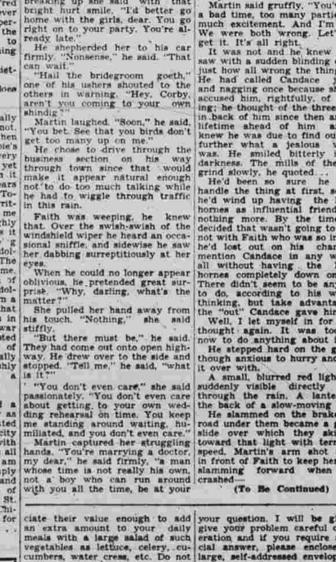 breaking up she said with that
bright hurt smile, "I'd better go
home with the girls, dear. You go
right on to your party. You're al-
ready late."
He shepherded her to his car
firmly. "Nonsense," he said. "That
can wait."
"Hail the bridegroom goeth,"
one of his ushers shouted to the
others in warning. "Hey, Corby,
aren't you coming to your own
shindig?"
Martin laughed. "Soon," he said,
"You bet. See that you birds don't
get too many up on me."
He chose to drive through the
business section on his way
through town since that would
make it appear natural enough
not to do too much talking while
he had to wiggle through traffic
in this rain.
Faith was weeping, he knew
that. Over the swish-swish of the
windshield wiper he heard an occa-
sional sniffle, and sidewise he saw
her dabbing surreptitiously at her
eyes.
When he could no longer appear
oblivious, he pretended great sur-
prise, "Why, darling, what's the
matter?"
She pulled her hand away from
his touch. "Nothing," she said
stiffly.
"But there must be," he said.
They had come out onto open high-
way. He drew over to the side and
stopped. "Tell me," he said, "what
is it?"
"You don't even care," she said
passionately. "You don't even care
about getting to your own wed-
ding rehearsal on time. You keep
me standing around waiting, hu-
miliated, and you don't even care."
Martin captured her struggling
hands. "You're marrying a doctor,
my dear," he said firmly, "a man
whose time is not really his own,
not a boy who can run around
with you all the time, be at your
Martin said gruffly. "You'
a bad time, too many pa
much excitement. And I'm
We were both wrong. Let'
get it. It's all right.
It was not and he knew
saw with a sudden blinding
just how all wrong the thi
He had called Candace
and nagging once because s
accused him, rightfully, of
ing; he thought of the three
in back of him since then a
lifetime ahead of him a
knew he was due to find out
further what a jealous
was. He smiled bitterly i
darkness. The mills of the
grind slowly, he quoted...
He'd been so sure he
handle the thing at first, a
he'd wind up having the
hornes as influential frien
nothing more. By the tim
decided that wasn't going to
not with Faith who was so in
he'd lost out on his chan
mention Candace in any w
all without having the
hornes completely down on
There didn't seem to be an
to do, according to his w
thinking, but take advanta
the "out" Candace gave him
Well, I let myself in for
thought again. It was too
now to do anything about i
He stepped hard on the g
though anxious to hurry and
it over with.
A small, blurred red ligh
suddenly visible directly
through the rain. A lante
the back of a slow-moving
He slammed on the brake
road under them became a
slide over which they ski
toward that light with terr
speed. Martin's arm shot
in front of Faith to keep her
slamming forward when
crashed—
(To Be Continued)
ciate their value enough to add
an extra amount to your daily
meals with a large salad of such
vegetables as lettuce, celery, cu-
cumbers, water cress, etc. Do not
your question. I will be gl
give your problem careful c
eration and if you require
cial answer, please enclose
large, self-addressed envelop